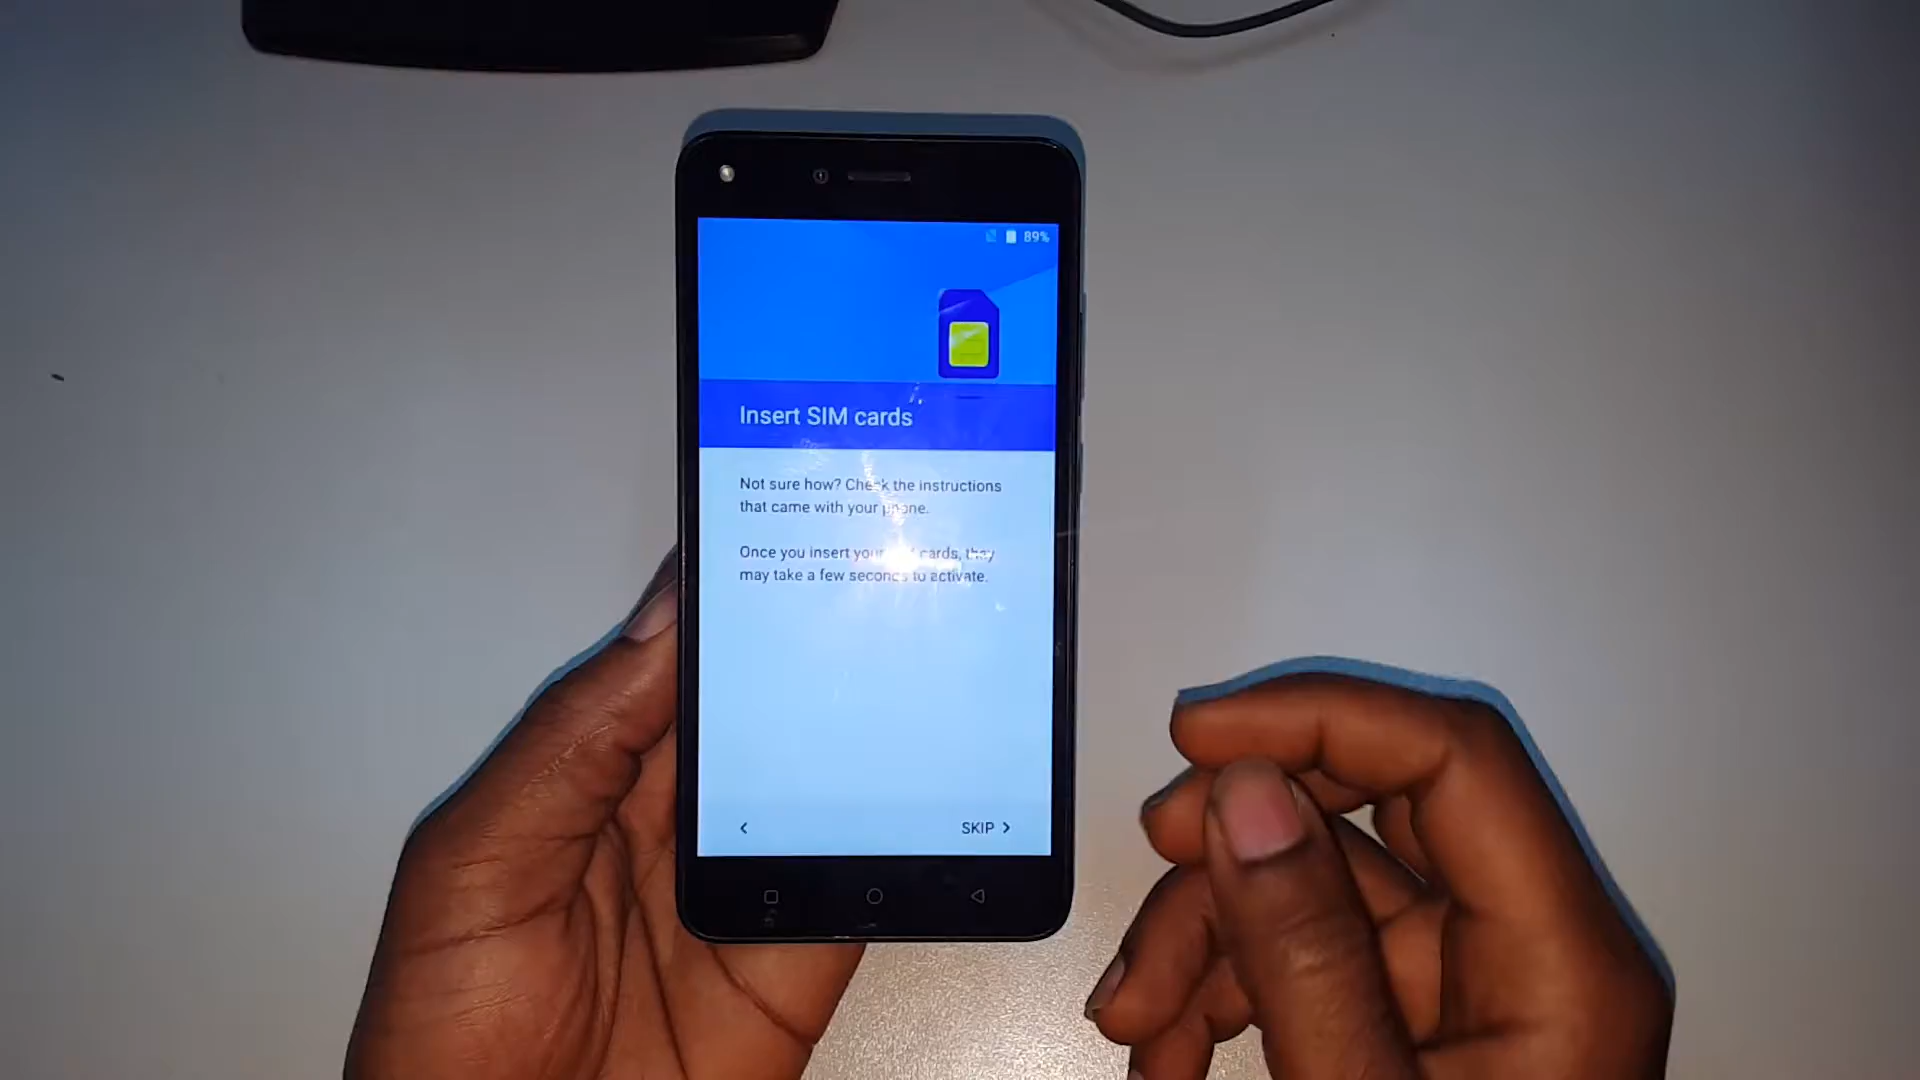 89%
Insert SIM cards
Not sure how? Check the instructions
that came with your phone.
Once you insert your cards, they
may take a few seconds to activate.
SKIP